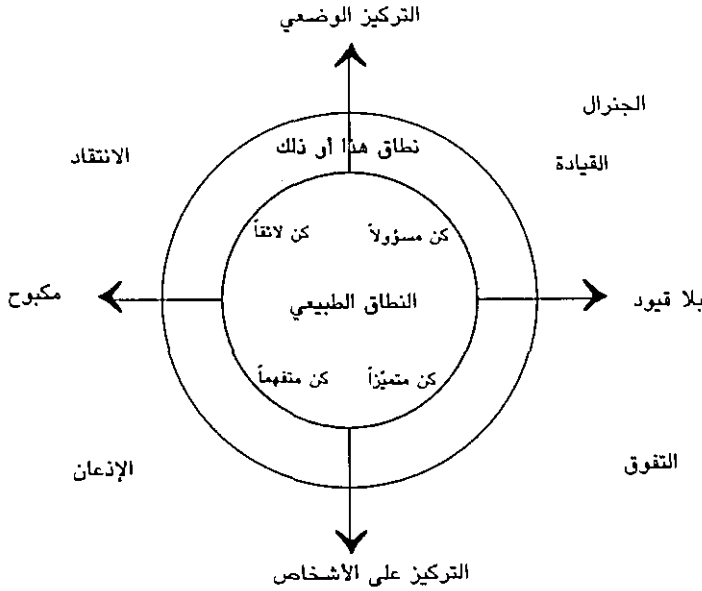 التركيز الوضعي
الجنرال
نطاق هذا أو ذلك
القيادة
الانتقاد
كن مسؤولاً
كن لائقاً
بلا قيود
النطاق الطبيعي
مكبوح
كن متميّزاً
كن متفهماً
التفوق
الإذعان
التركيز على الأشخاص